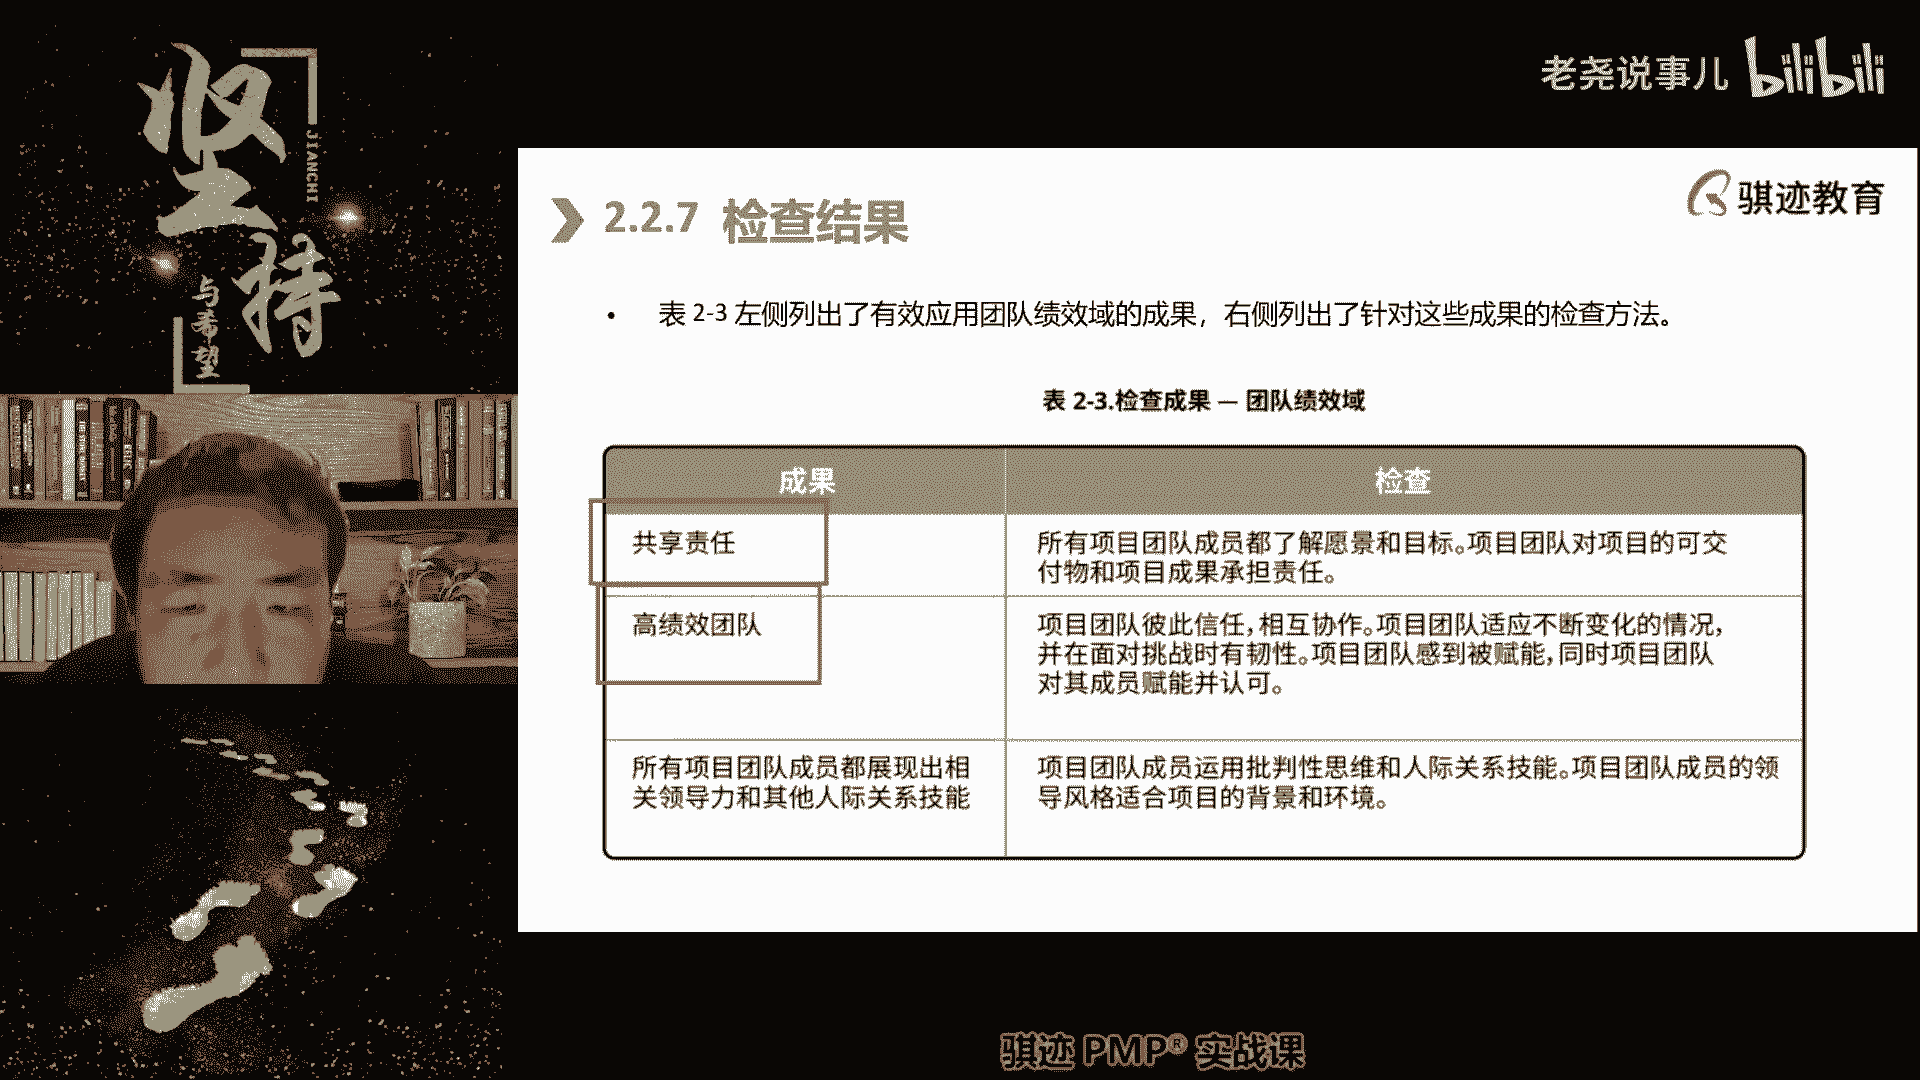 坚持
JIANCHI
与希望
老尧说事儿 bilibili
骐迹教育
2.2.7 检查结果
• 表 2-3 左侧列出了有效应用团队绩效域的成果，右侧列出了针对这些成果的检查方法。
表 2-3.检查成果 — 团队绩效域
成果
检查
共享责任
所有项目团队成员都了解愿景和目标。项目团队对项目的可交
付物和项目成果承担责任。
高绩效团队
项目团队彼此信任，相互协作。项目团队适应不断变化的情况，
并在面对挑战时有韧性。项目团队感到被赋能，同时项目团队
对其成员赋能并认可。
所有项目团队成员都展现出相
关领导力和其他人际关系技能
项目团队成员运用批判性思维和人际关系技能。项目团队成员的领
导风格适合项目的背景和环境。
骐迹 PMP® 实战课